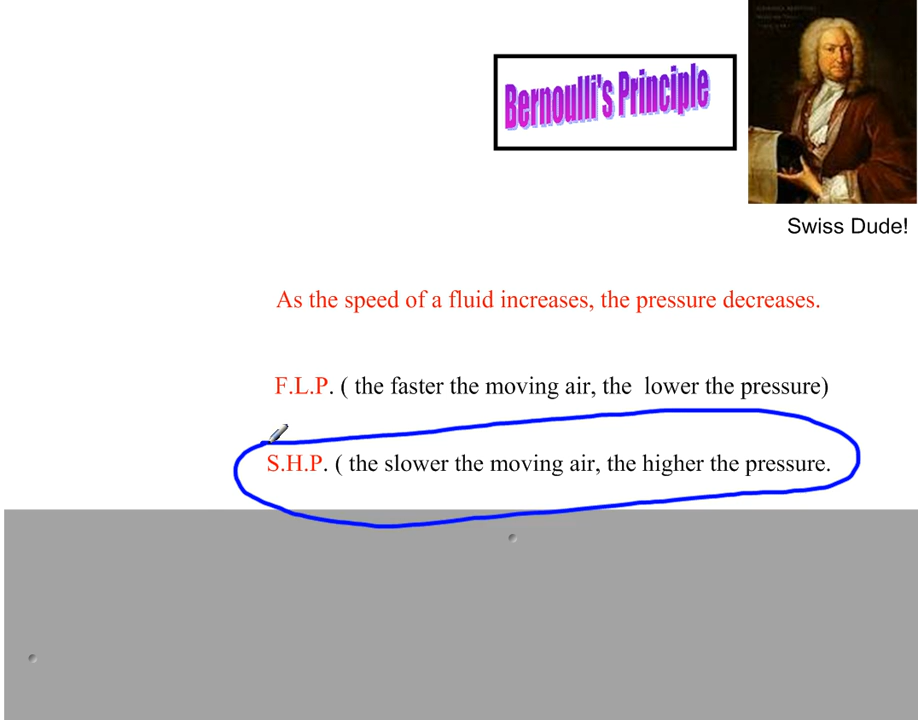 Bernoulli's Principle
Swiss Dude!
As the speed of a fluid increases, the pressure decreases.
F.L.P. ( the faster the moving air, the lower the pressure)
S.H.P. ( the slower the moving air, the higher the pressure.